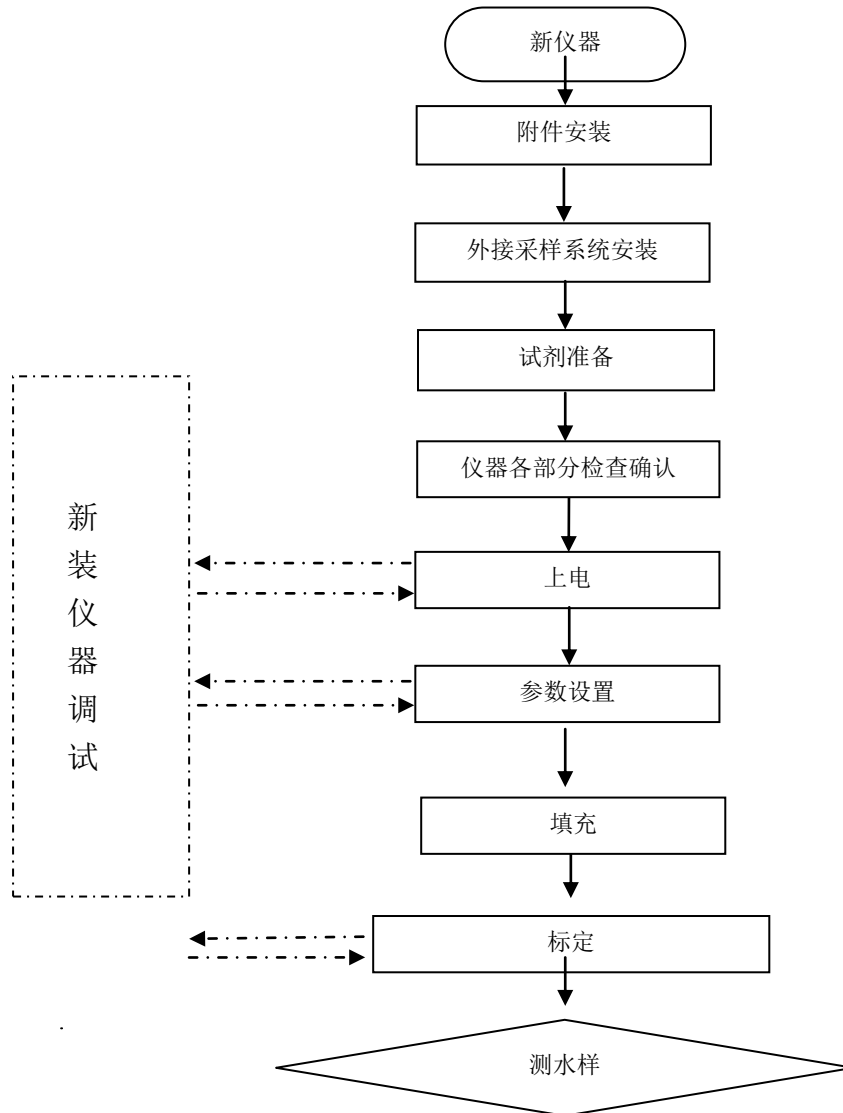 新仪器
附件安装
外接采样系统安装
试剂准备
仪器各部分检查确认
新装仪器调试
上电
参数设置
填充
标定
测水样